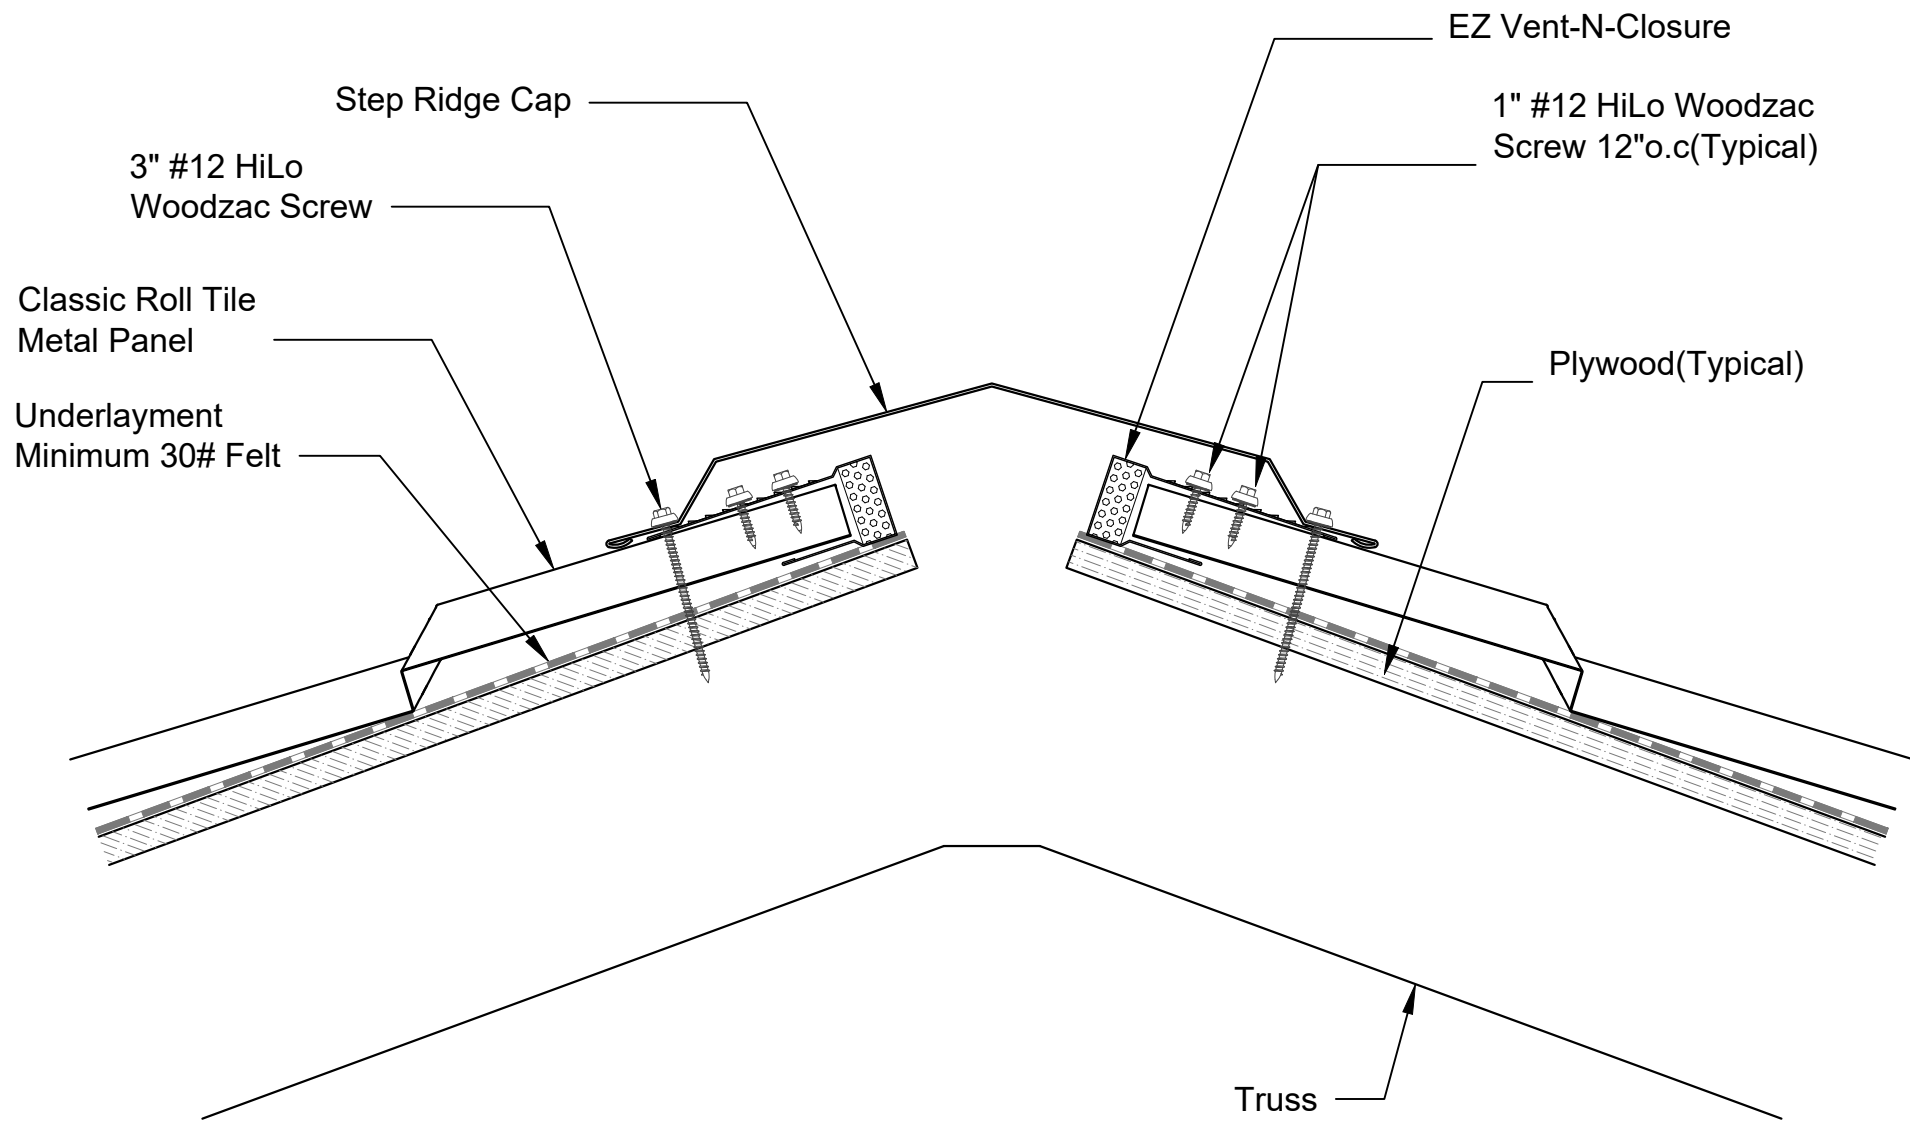 EZ Vent-N-Closure
Step Ridge Cap
1" #12 HiLo Woodzac
Screw 12"o.c(Typical)
3" #12 HiLo
Woodzac Screw
Classic Roll Tile
Metal Panel
Plywood(Typical)
Underlayment
Minimum 30# Felt
Truss